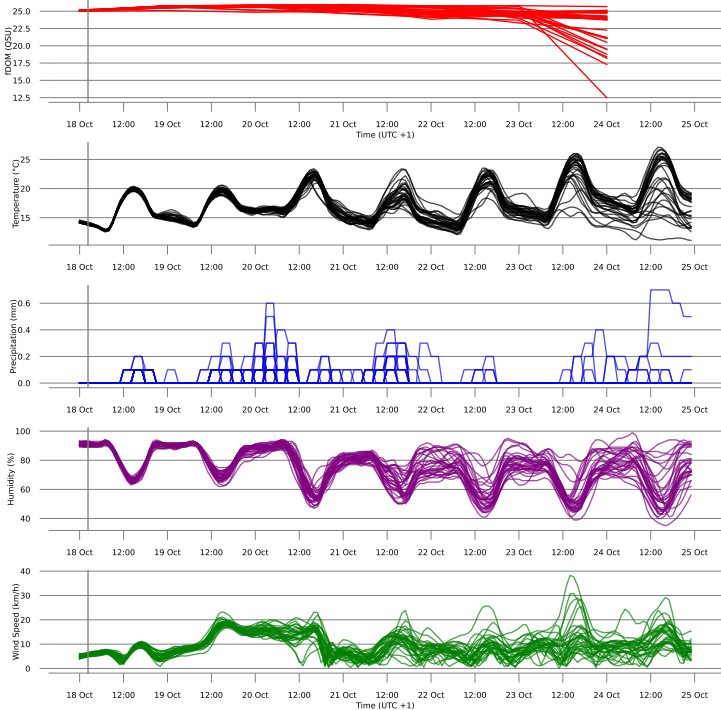 25.0
22.5
20.0
17.5
15.0
12.5
fDOM (QSU)
18 Oct 12:00 19 Oct 12:00 20 Oct 12:00 21 Oct 12:00 22 Oct 12:00 23 Oct 12:00 24 Oct 12:00 25 Oct
Time (UTC +1)
25
20
15
Temperature (°C)
18 Oct 12:00 19 Oct 12:00 20 Oct 12:00 21 Oct 12:00 22 Oct 12:00 23 Oct 12:00 24 Oct 12:00 25 Oct
0.6
0.4
0.2
0.0
Precipitation (mm)
18 Oct 12:00 19 Oct 12:00 20 Oct 12:00 21 Oct 12:00 22 Oct 12:00 23 Oct 12:00 24 Oct 12:00 25 Oct
100
80
60
40
Humidity (%)
18 Oct 12:00 19 Oct 12:00 20 Oct 12:00 21 Oct 12:00 22 Oct 12:00 23 Oct 12:00 24 Oct 12:00 25 Oct
40
30
20
10
0
Wind Speed (km/h)
18 Oct 12:00 19 Oct 12:00 20 Oct 12:00 21 Oct 12:00 22 Oct 12:00 23 Oct 12:00 24 Oct 12:00 25 Oct
Time (UTC +1)